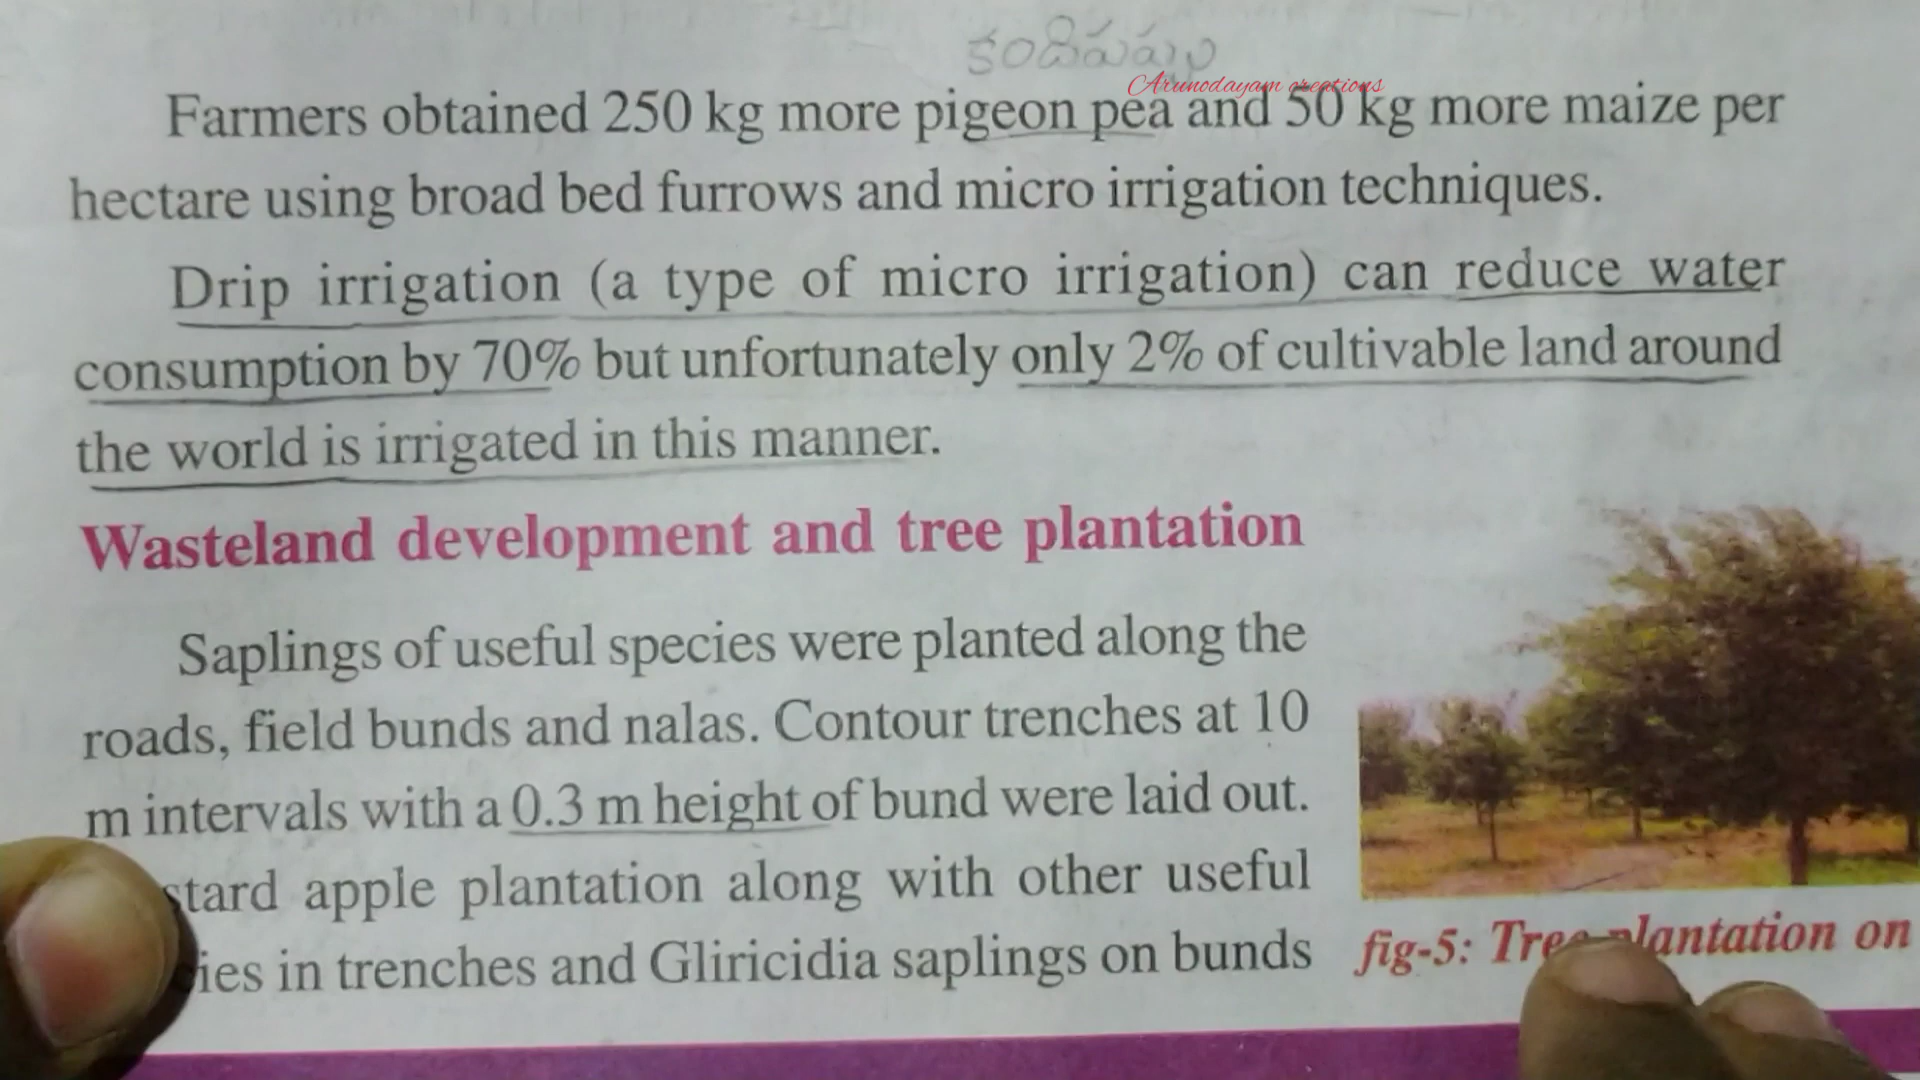 కందిపప్పు
Arunodayam creations
Farmers obtained 250 kg more pigeon pea and 50 kg more maize per
hectare using broad bed furrows and micro irrigation techniques.
Drip irrigation (a type of micro irrigation) can reduce water
consumption by 70% but unfortunately only 2% of cultivable land around
the world is irrigated in this manner.
Wasteland development and tree plantation
Saplings of useful species were planted along the
roads, field bunds and nalas. Contour trenches at 10
m intervals with a 0.3 m height of bund were laid out.
stard apple plantation along with other useful
ies in trenches and Gliricidia saplings on bunds
fig-5: Tree plantation on